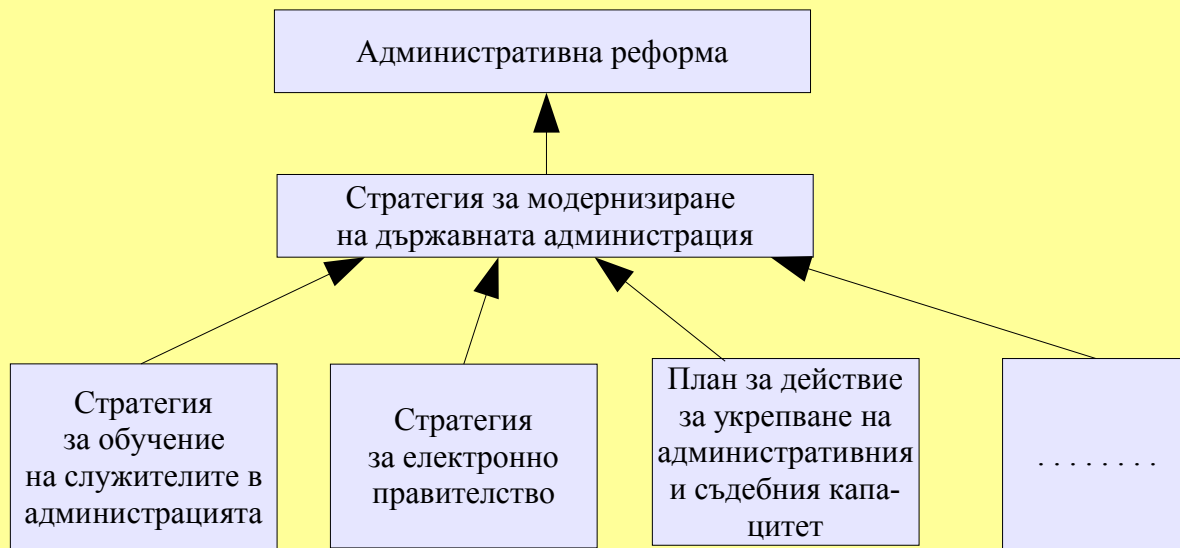 Административна реформа
Стратегия за модернизиране
на държавната администрация
Стратегия
за обучение
на служителите в
администрацията
Стратегия
за електронно
правителство
План за действие
за укрепване на
административния
и съдебния капа-
цитет
. . . . . . . .